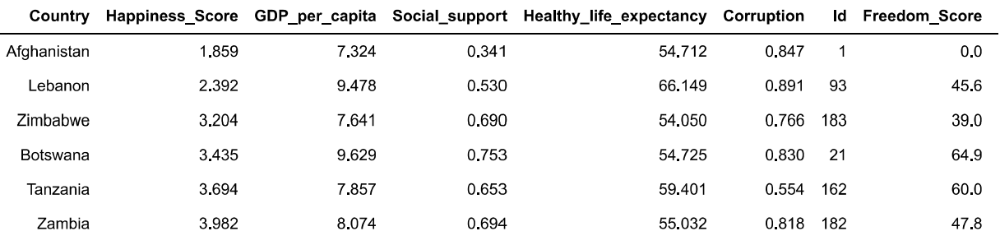 Country Happiness_Score GDP_per_capita Social_support Healthy_life_expectancy Corruption Id Freedom_Score
Afghanistan 1.859 7.324 0.341 54.712 0.847 1 0.0
Lebanon 2.392 9.478 0.530 66.149 0.891 93 45.6
Zimbabwe 3.204 7.641 0.690 54.050 0.766 183 39.0
Botswana 3.435 9.629 0.753 54.725 0.830 21 64.9
Tanzania 3.694 7.857 0.653 59.401 0.554 162 60.0
Zambia 3.982 8.074 0.694 55.032 0.818 182 47.8